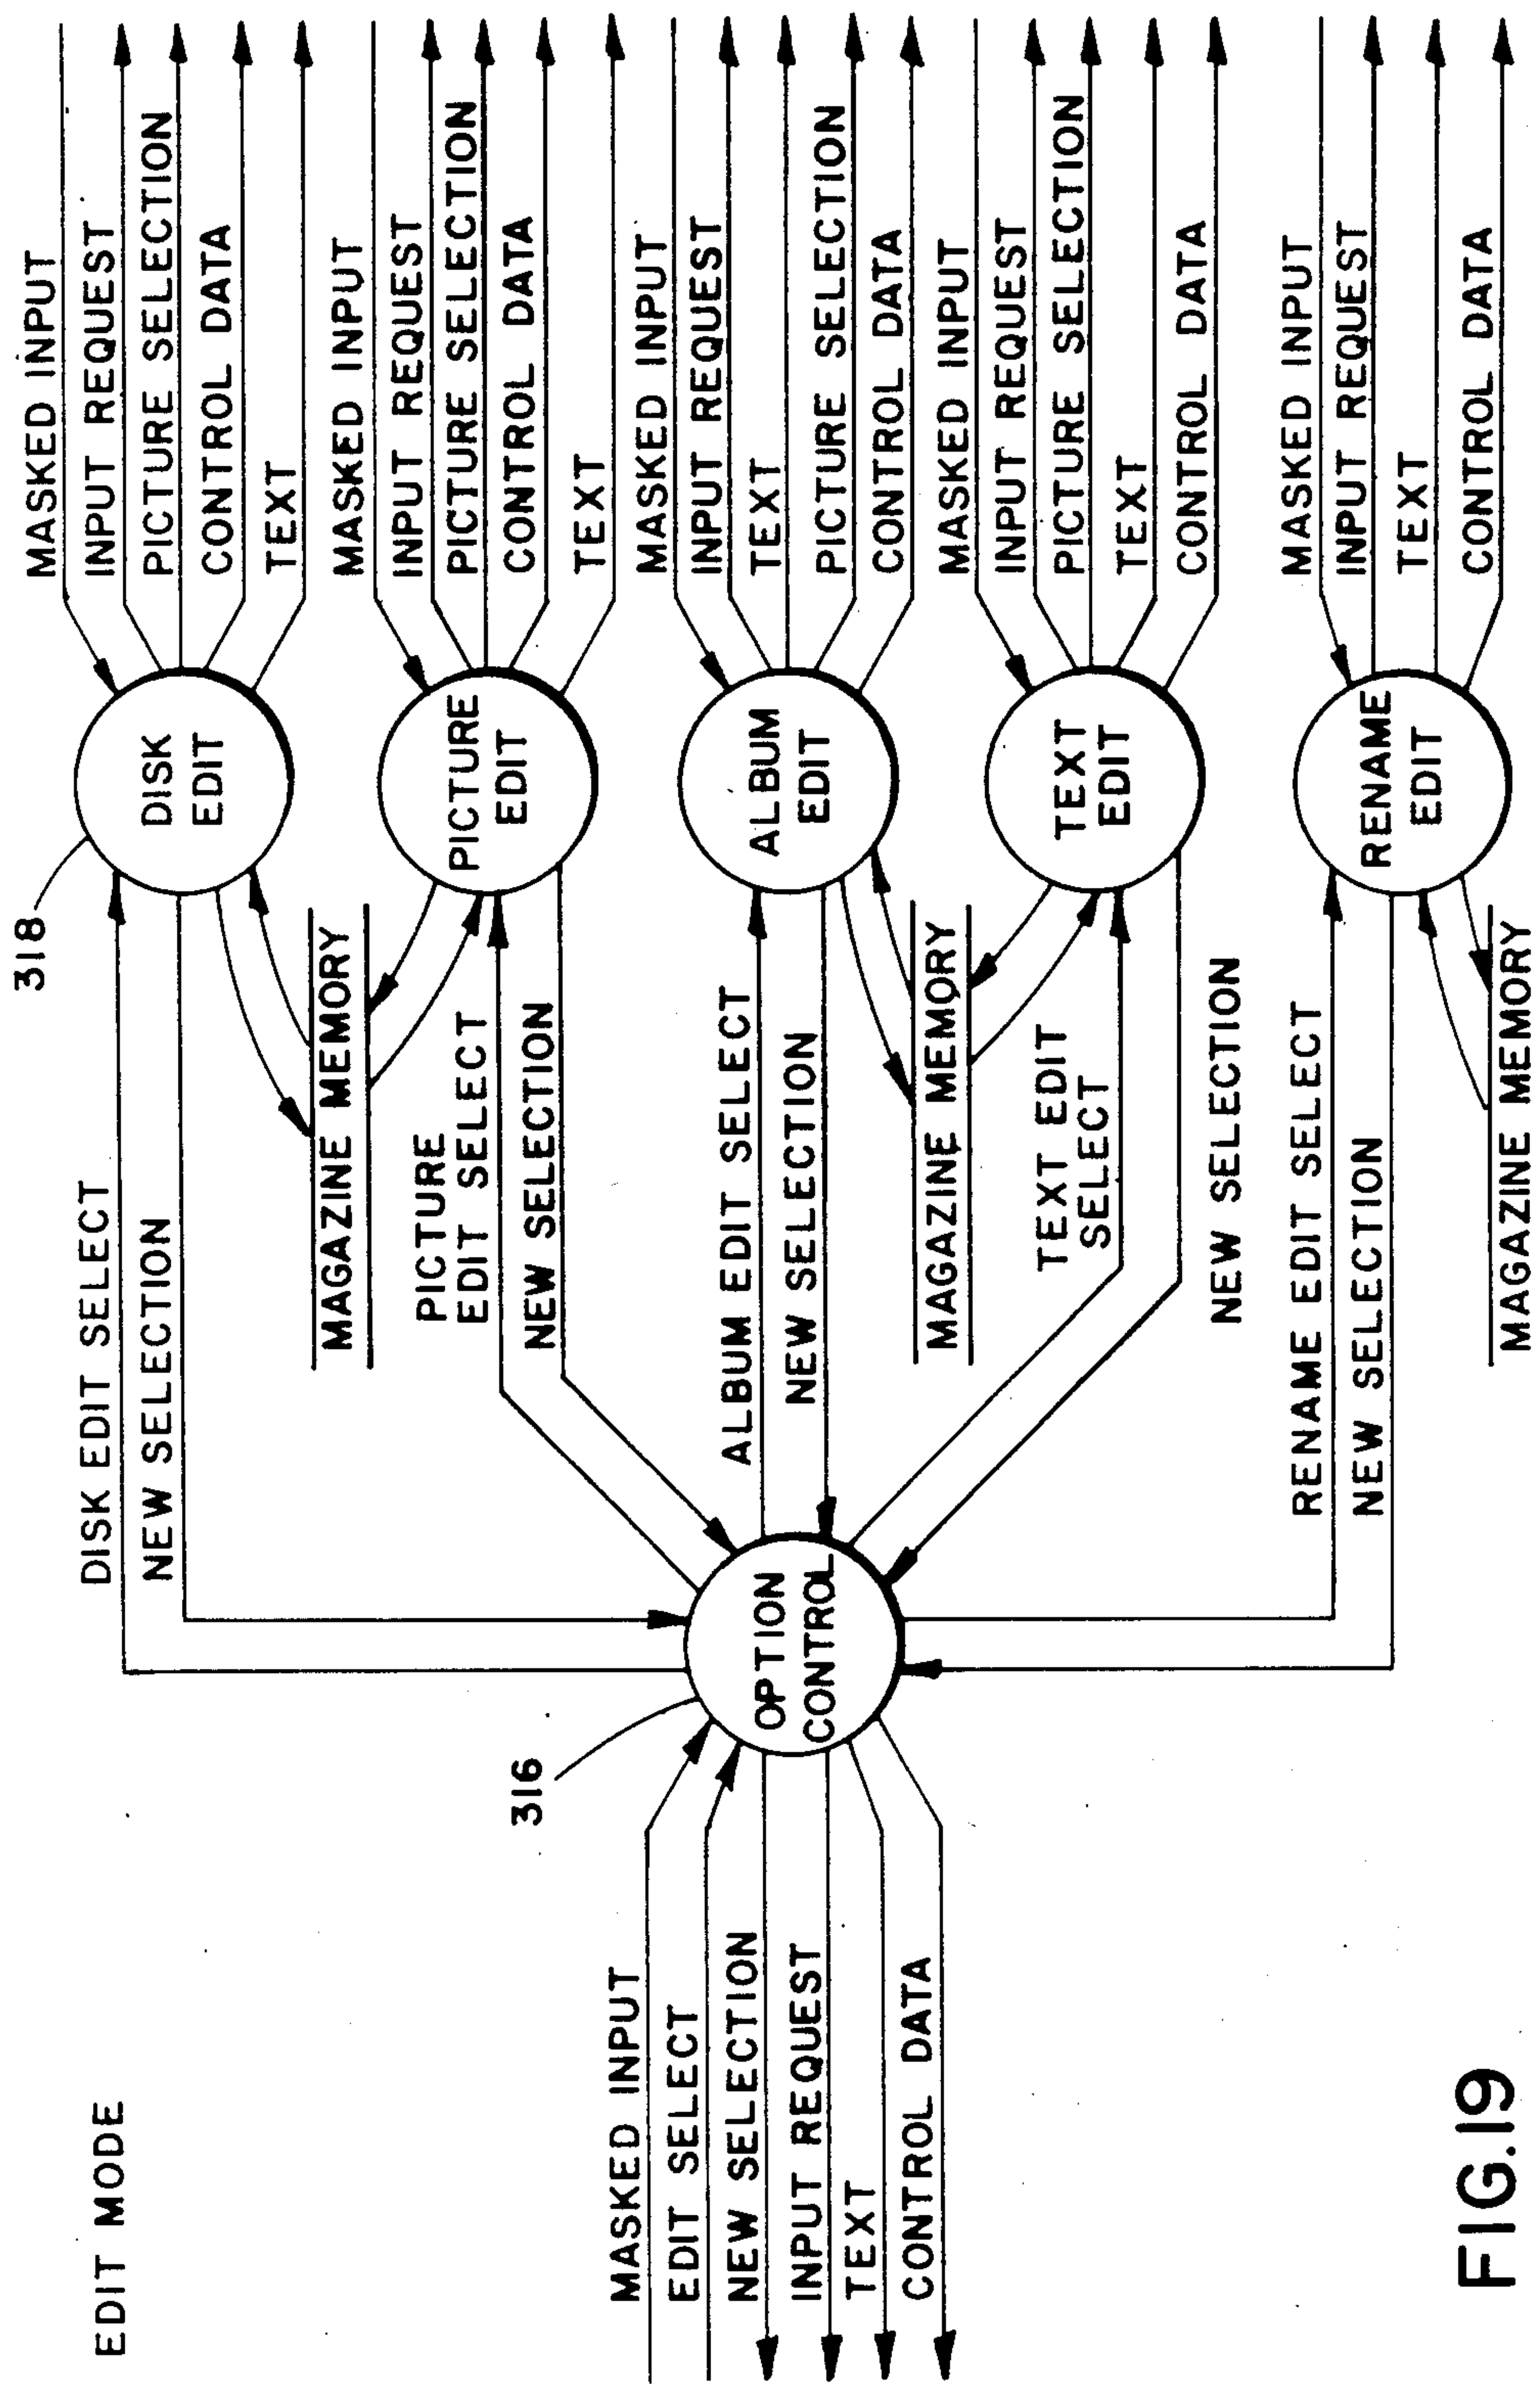 EDIT MODE
MASKED INPUT
EDIT SELECT
NEW SELECTION
INPUT REQUEST
TEXT
CONTROL DATA
316
OPTION
CONTROL
DISK EDIT SELECT
NEW SELECTION
MAGAZINE MEMORY
PICTURE
EDIT SELECT
NEW SELECTION
ALBUM EDIT SELECT
NEW SELECTION
MAGAZINE MEMORY
TEXT EDIT
SELECT
NEW SELECTION
RENAME EDIT SELECT
NEW SELECTION
MAGAZINE MEMORY
318
DISK
EDIT
PICTURE
EDIT
ALBUM
EDIT
TEXT
EDIT
RENAME
EDIT
MASKED INPUT
INPUT REQUEST
PICTURE SELECTION
CONTROL DATA
TEXT
MASKED INPUT
INPUT REQUEST
PICTURE SELECTION
CONTROL DATA
TEXT
MASKED INPUT
INPUT REQUEST
TEXT
PICTURE SELECTION
CONTROL DATA
MASKED INPUT
INPUT REQUEST
PICTURE SELECTION
TEXT
CONTROL DATA
MASKED INPUT
INPUT REQUEST
TEXT
CONTROL DATA
FIG.19